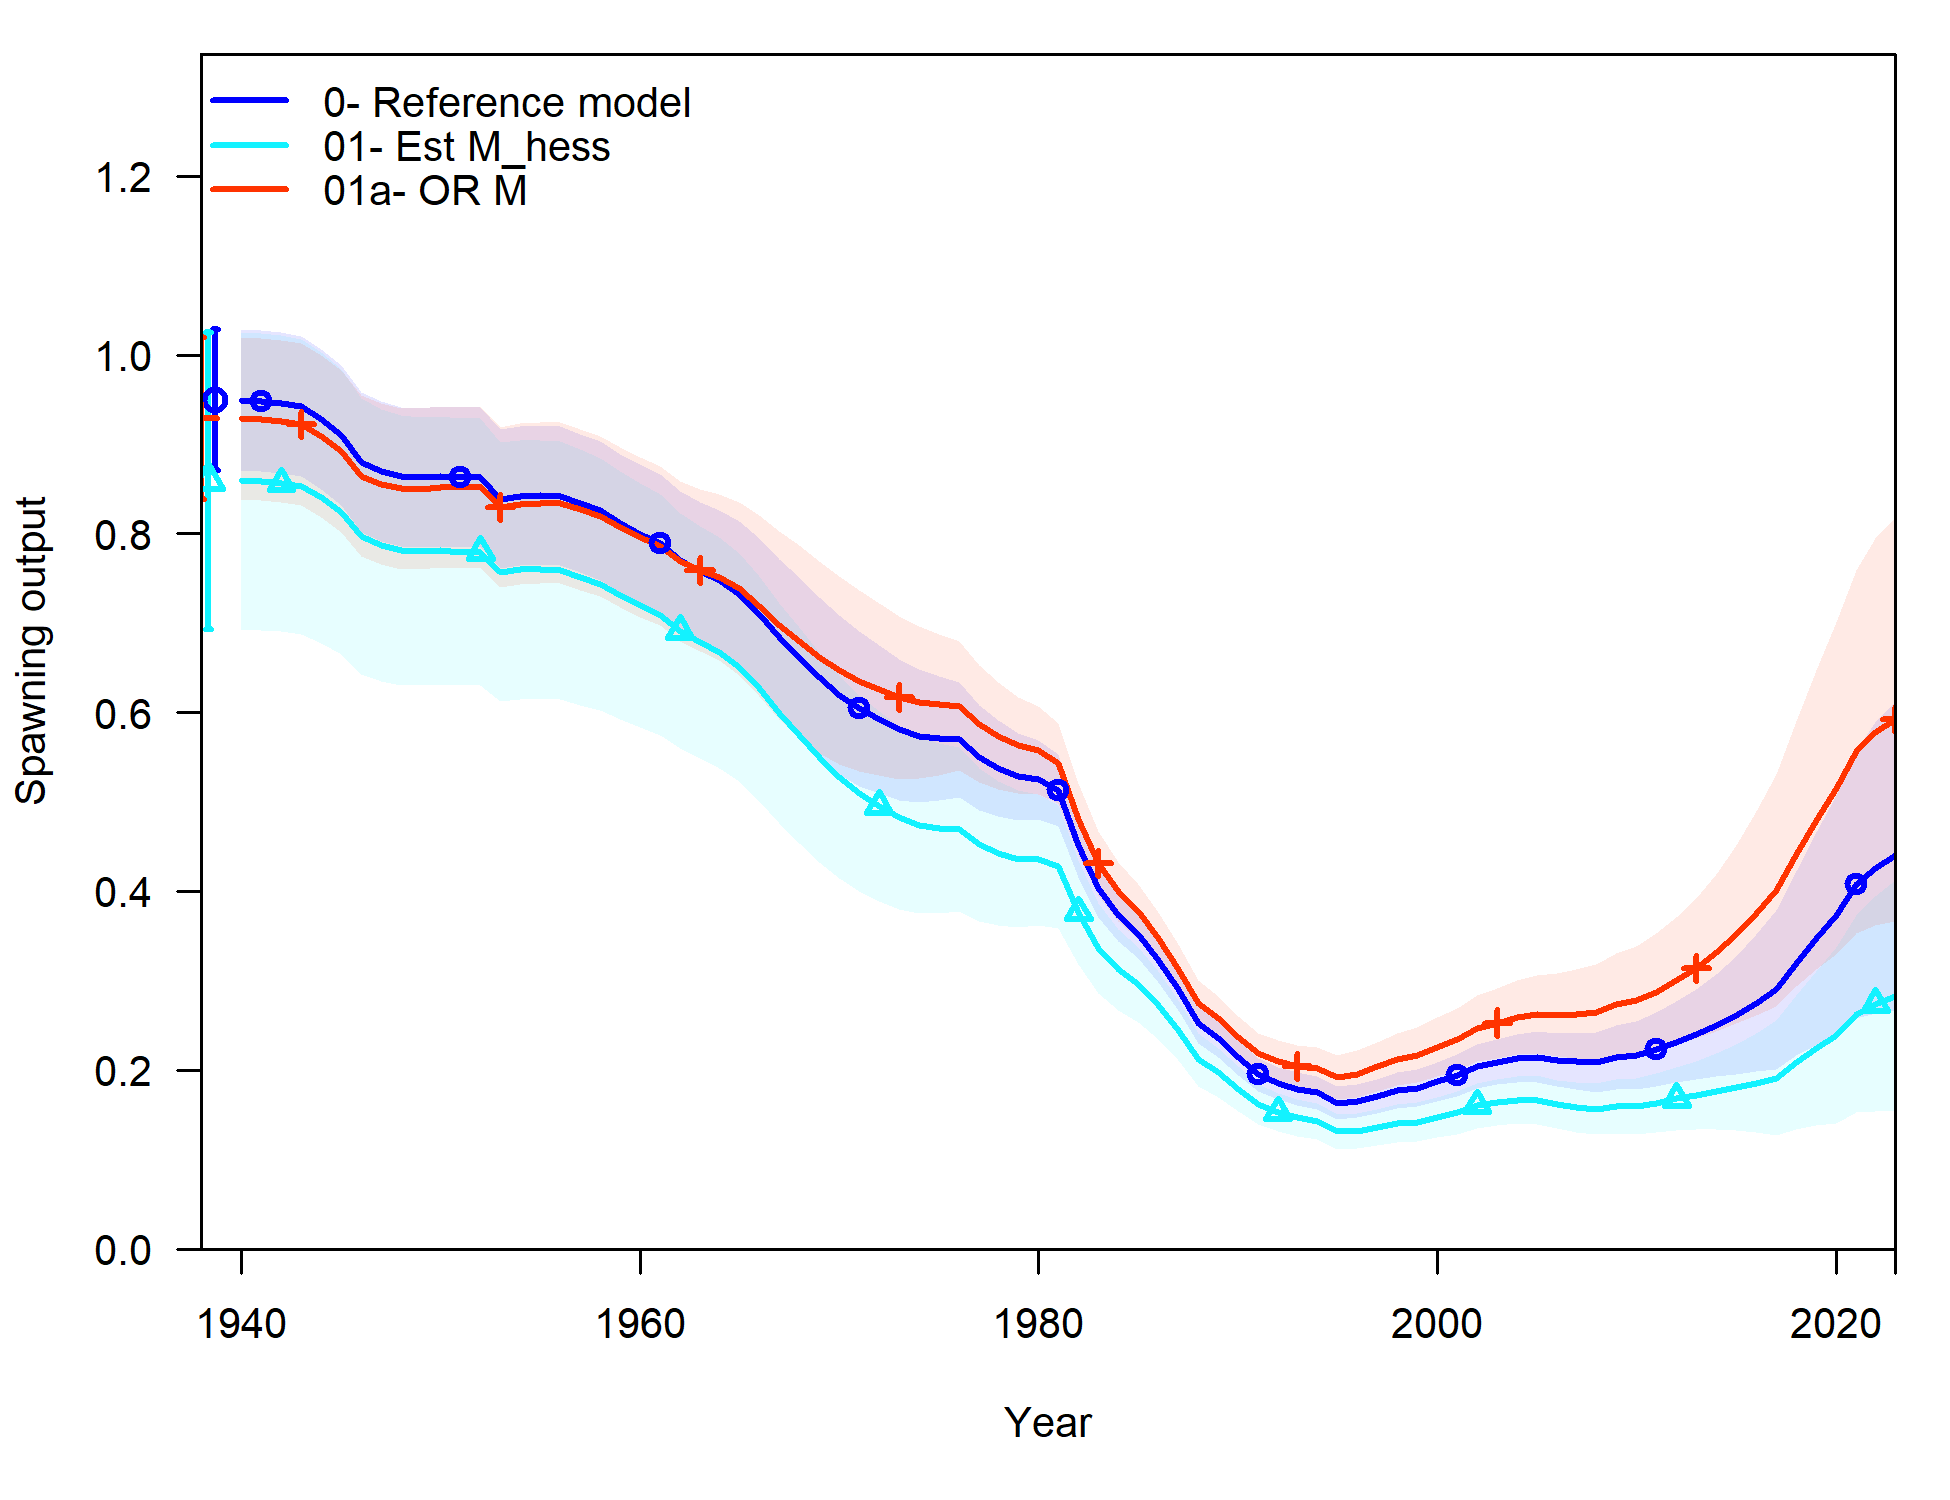 0- Reference model
01- Est M_hess
01a- OR M
Spawning output
1.2
1.0
0.8
0.6
0.4
0.2
0.0
1940 1960 1980 2000 2020
Year